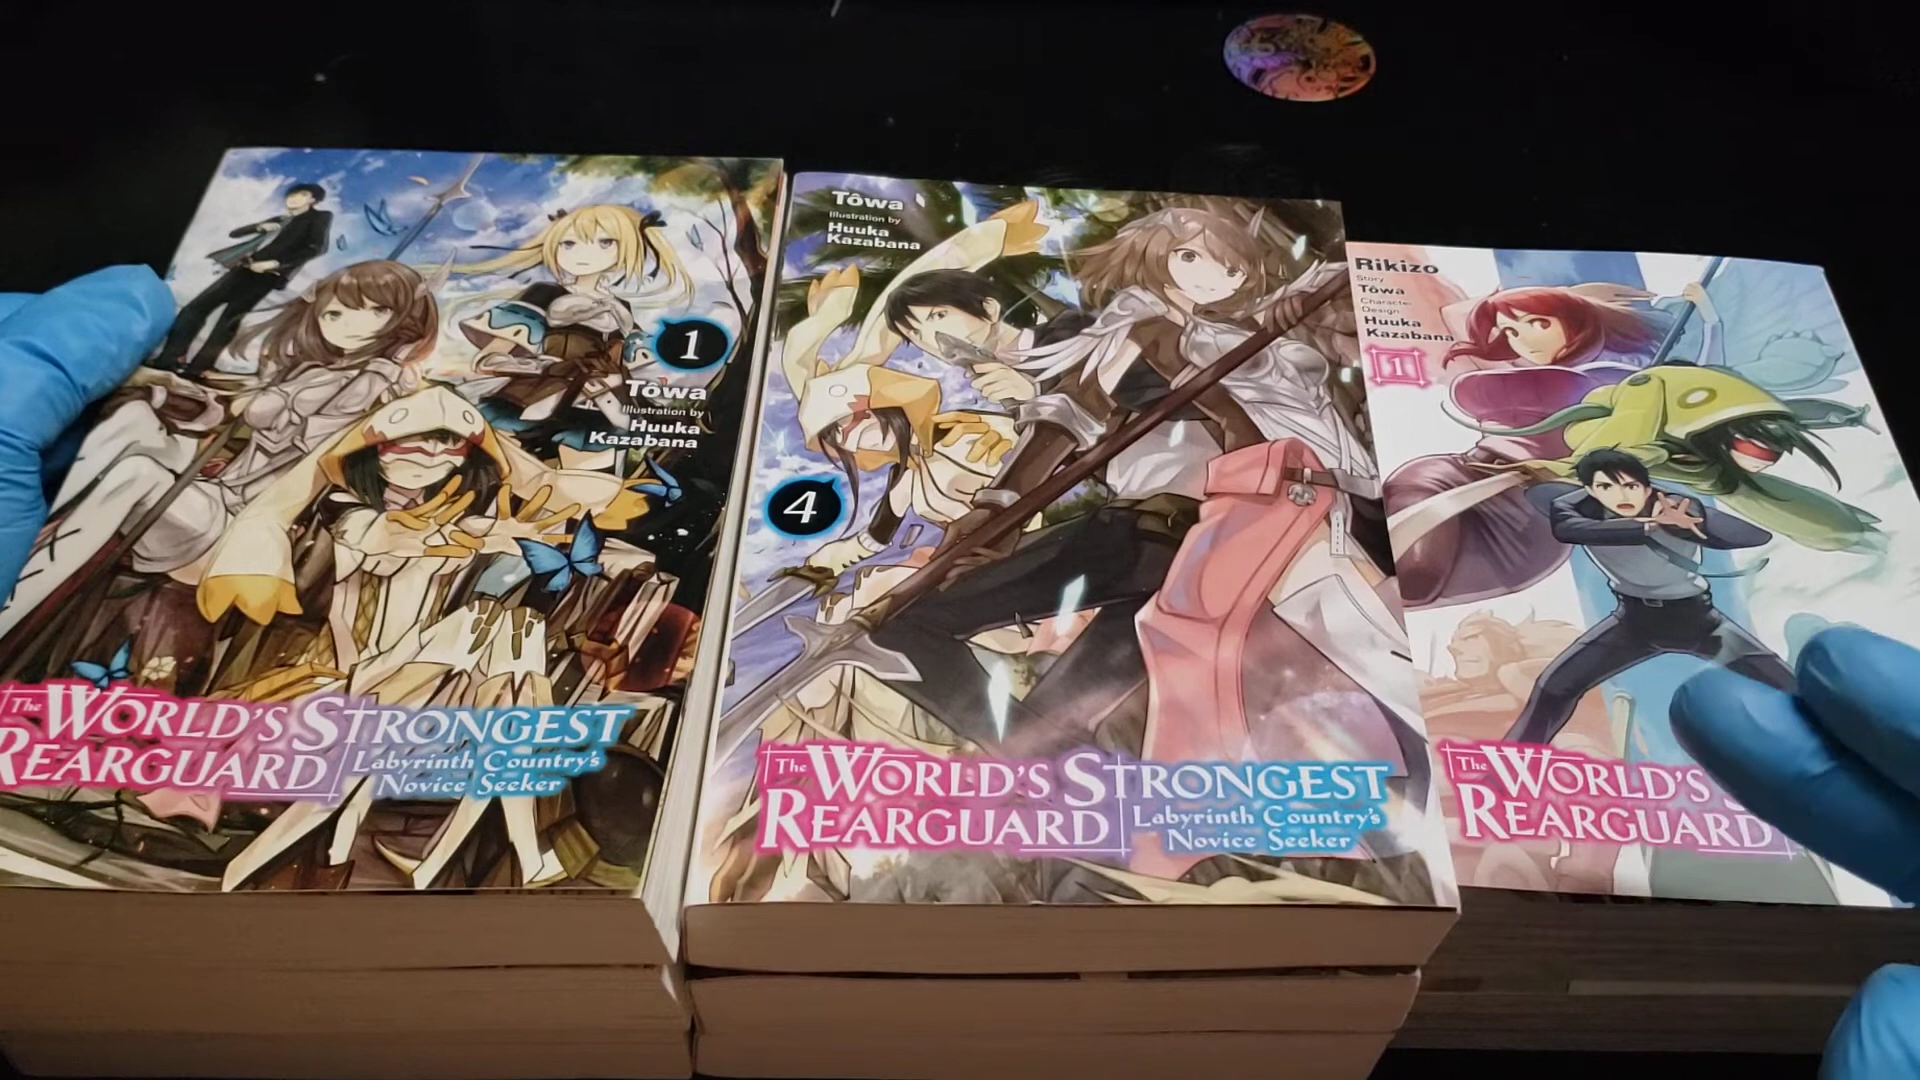 1
Tôwa
Illustration by
Huuka
Kazabana
The WORLD'S STRONGEST
REARGUARD
Labyrinth Country's
Novice Seeker
Tôwa
Illustration by
Huuka
Kazabana
4
The WORLD'S STRONGEST
REARGUARD
Labyrinth Country's
Novice Seeker
Rikizo
Story
Tôwa
Character
Design
Huuka
Kazabana
1
The WORLD'S
REARGUARD